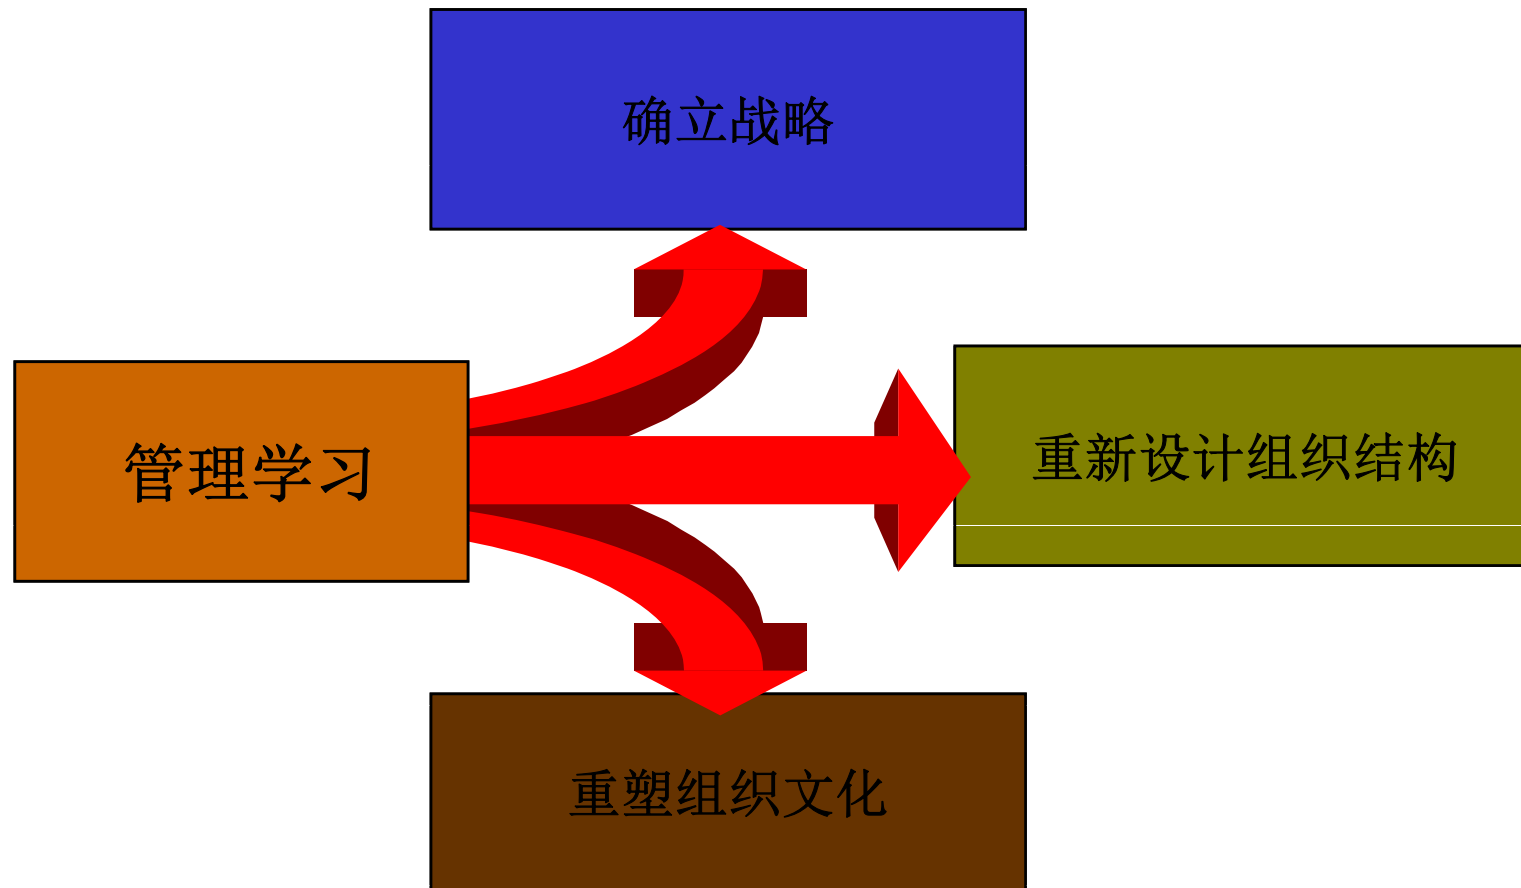 确立战略
管理学习
重新设计组织结构
重塑组织文化